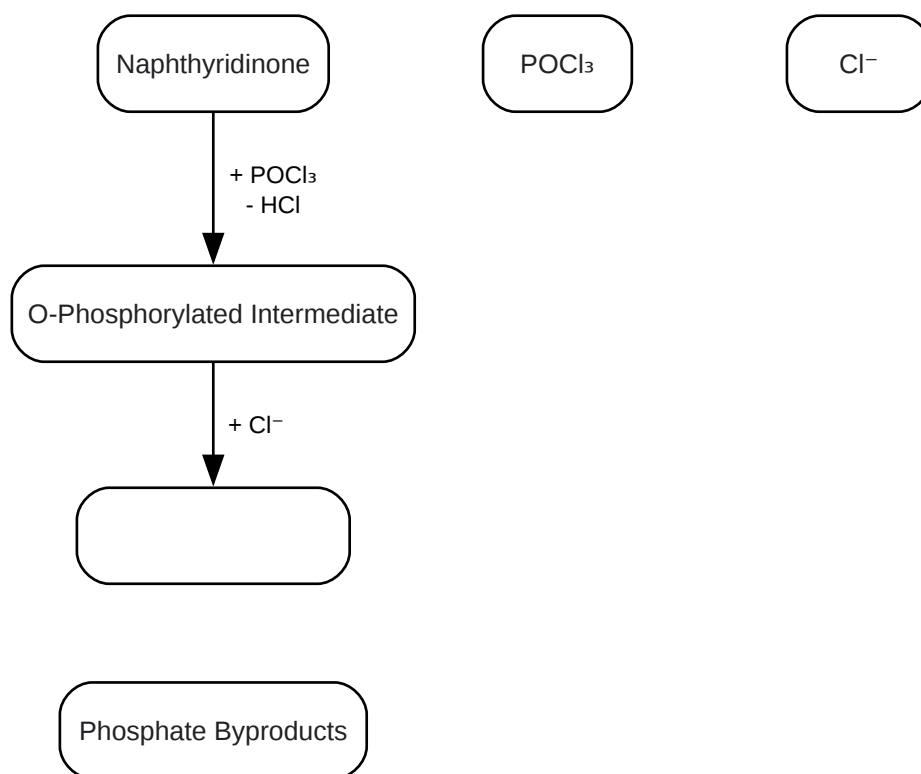 Naphthyridinone
POCl₃
Cl⁻
+ POCl₃
- HCl
O-Phosphorylated Intermediate
+ Cl⁻
Phosphate Byproducts